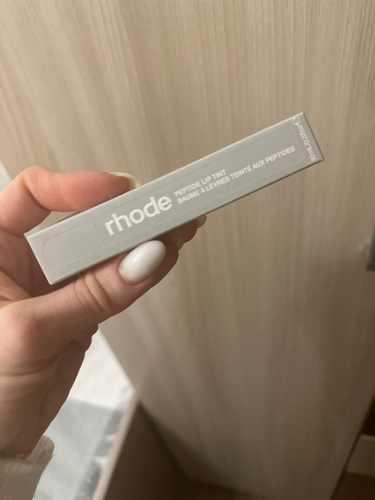 rhode
PEPTIDE LIP TINT
BAUME À LÈVRES TEINTÉ AUX PEPTIDES